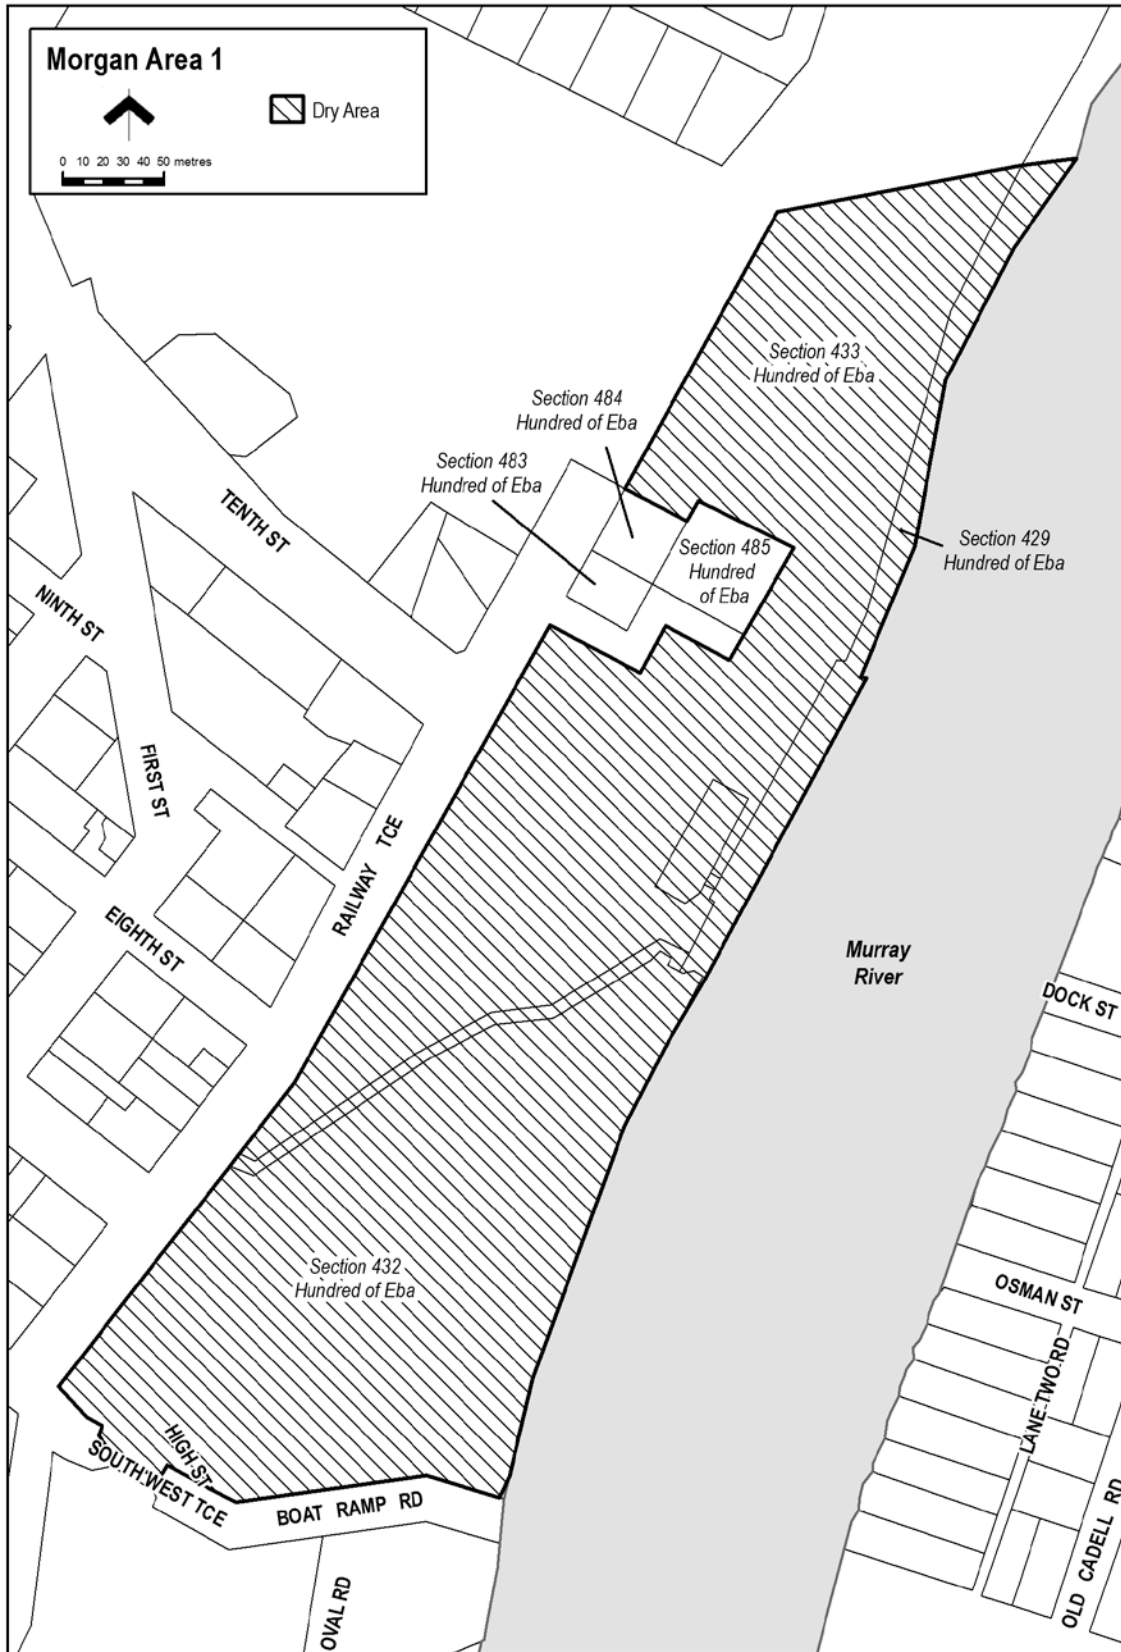 Morgan Area 1
Dry Area
0 10 20 30 40 50 metres
Section 433
Hundred of Eba
Section 484
Hundred of Eba
Section 483
Hundred of Eba
TENTH ST
Section 485
Hundred
of Eba
Section 429
Hundred of Eba
NINTH ST
FIRST ST
RAILWAY TCE
EIGHTH ST
Murray
River
DOCK ST
Section 432
Hundred of Eba
OSMAN ST
LANE TWO RD
HIGH ST
SOUTH WEST TCE
BOAT RAMP RD
OLD CADELL RD
OVAL RD